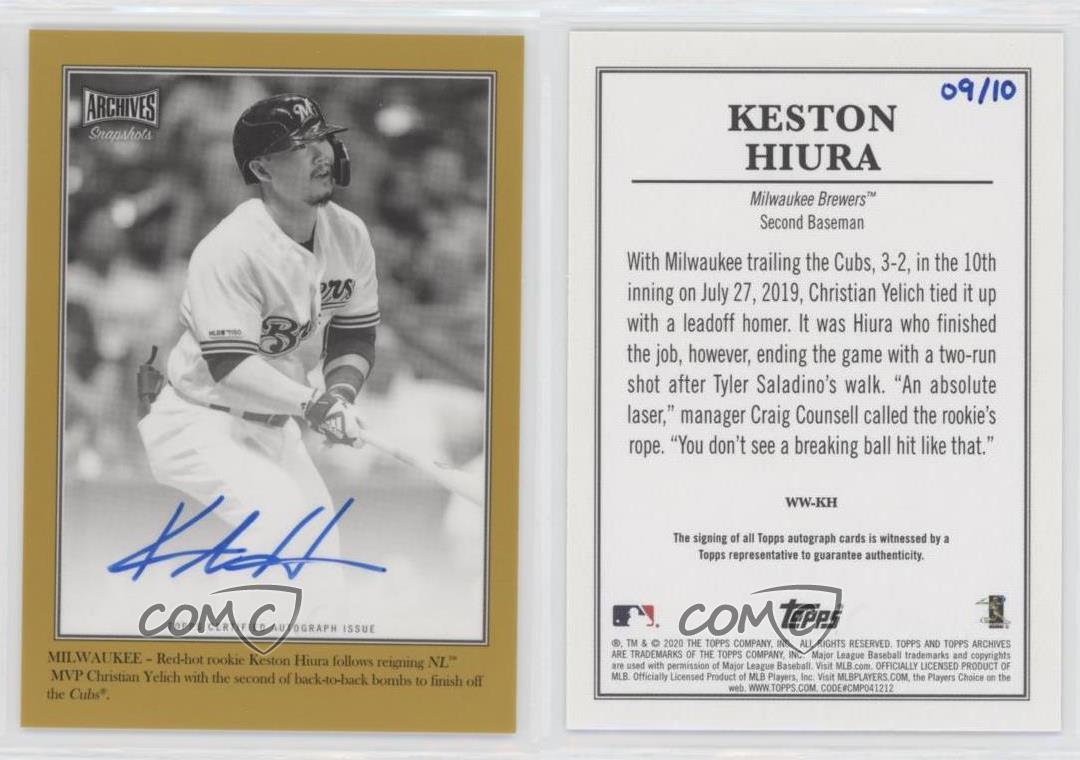 ARCHIVES
Snapshots
M
Brewers
MLB 150
COMC
TOPPS CERTIFIED AUTOGRAPH ISSUE
MILWAUKEE – Red-hot rookie Keston Hiura follows reigning NL™
MVP Christian Yelich with the second of back-to-back bombs to finish off
the Cubs®.
09/10
KESTON
HIURA
Milwaukee Brewers™
Second Baseman
With Milwaukee trailing the Cubs, 3-2, in the 10th
inning on July 27, 2019, Christian Yelich tied it up
with a leadoff homer. It was Hiura who finished
the job, however, ending the game with a two-run
shot after Tyler Saladino's walk. “An absolute
laser,” manager Craig Counsell called the rookie's
rope. “You don't see a breaking ball hit like that.”
WW-KH
The signing of all Topps autograph cards is witnessed by a
Topps representative to guarantee authenticity.
COMC
Topps
®, TM & © 2020 THE TOPPS COMPANY, INC. ALL RIGHTS RESERVED. TOPPS AND TOPPS ARCHIVES
ARE TRADEMARKS OF THE TOPPS COMPANY, INC. Major League Baseball trademarks and copyrights
are used with permission of Major League Baseball. Visit MLB.com. OFFICIALLY LICENSED PRODUCT OF
MLB. Officially Licensed Product of MLB Players, Inc. Visit MLBPLAYERS.COM, the Players Choice on the
web. WWW.TOPPS.COM. CODE#CMP041212